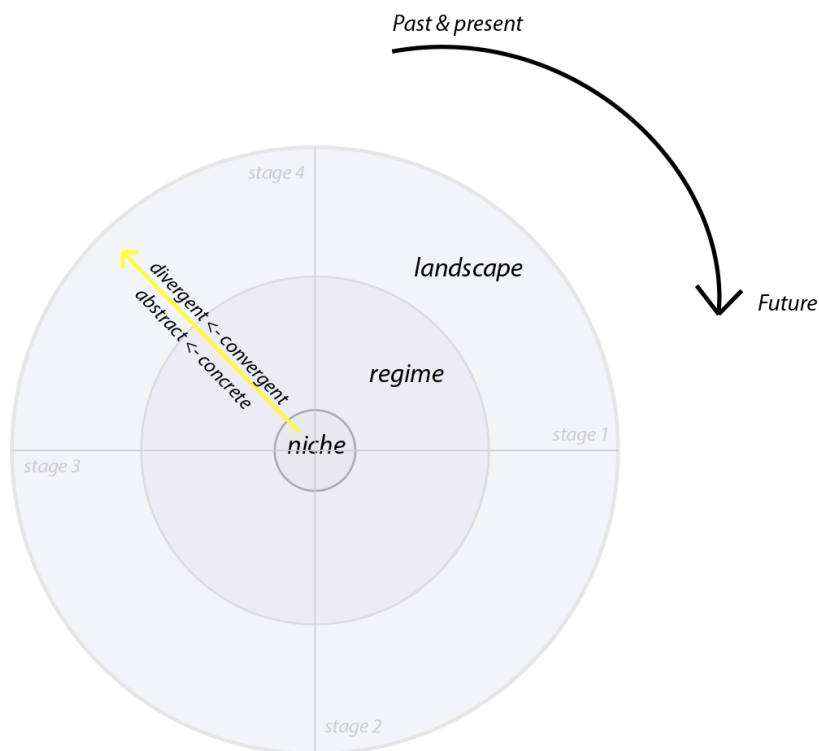 Past & present
stage 4
landscape
divergent <- convergent
abstract <- concrete
Future
regime
niche
stage 1
stage 3
stage 2